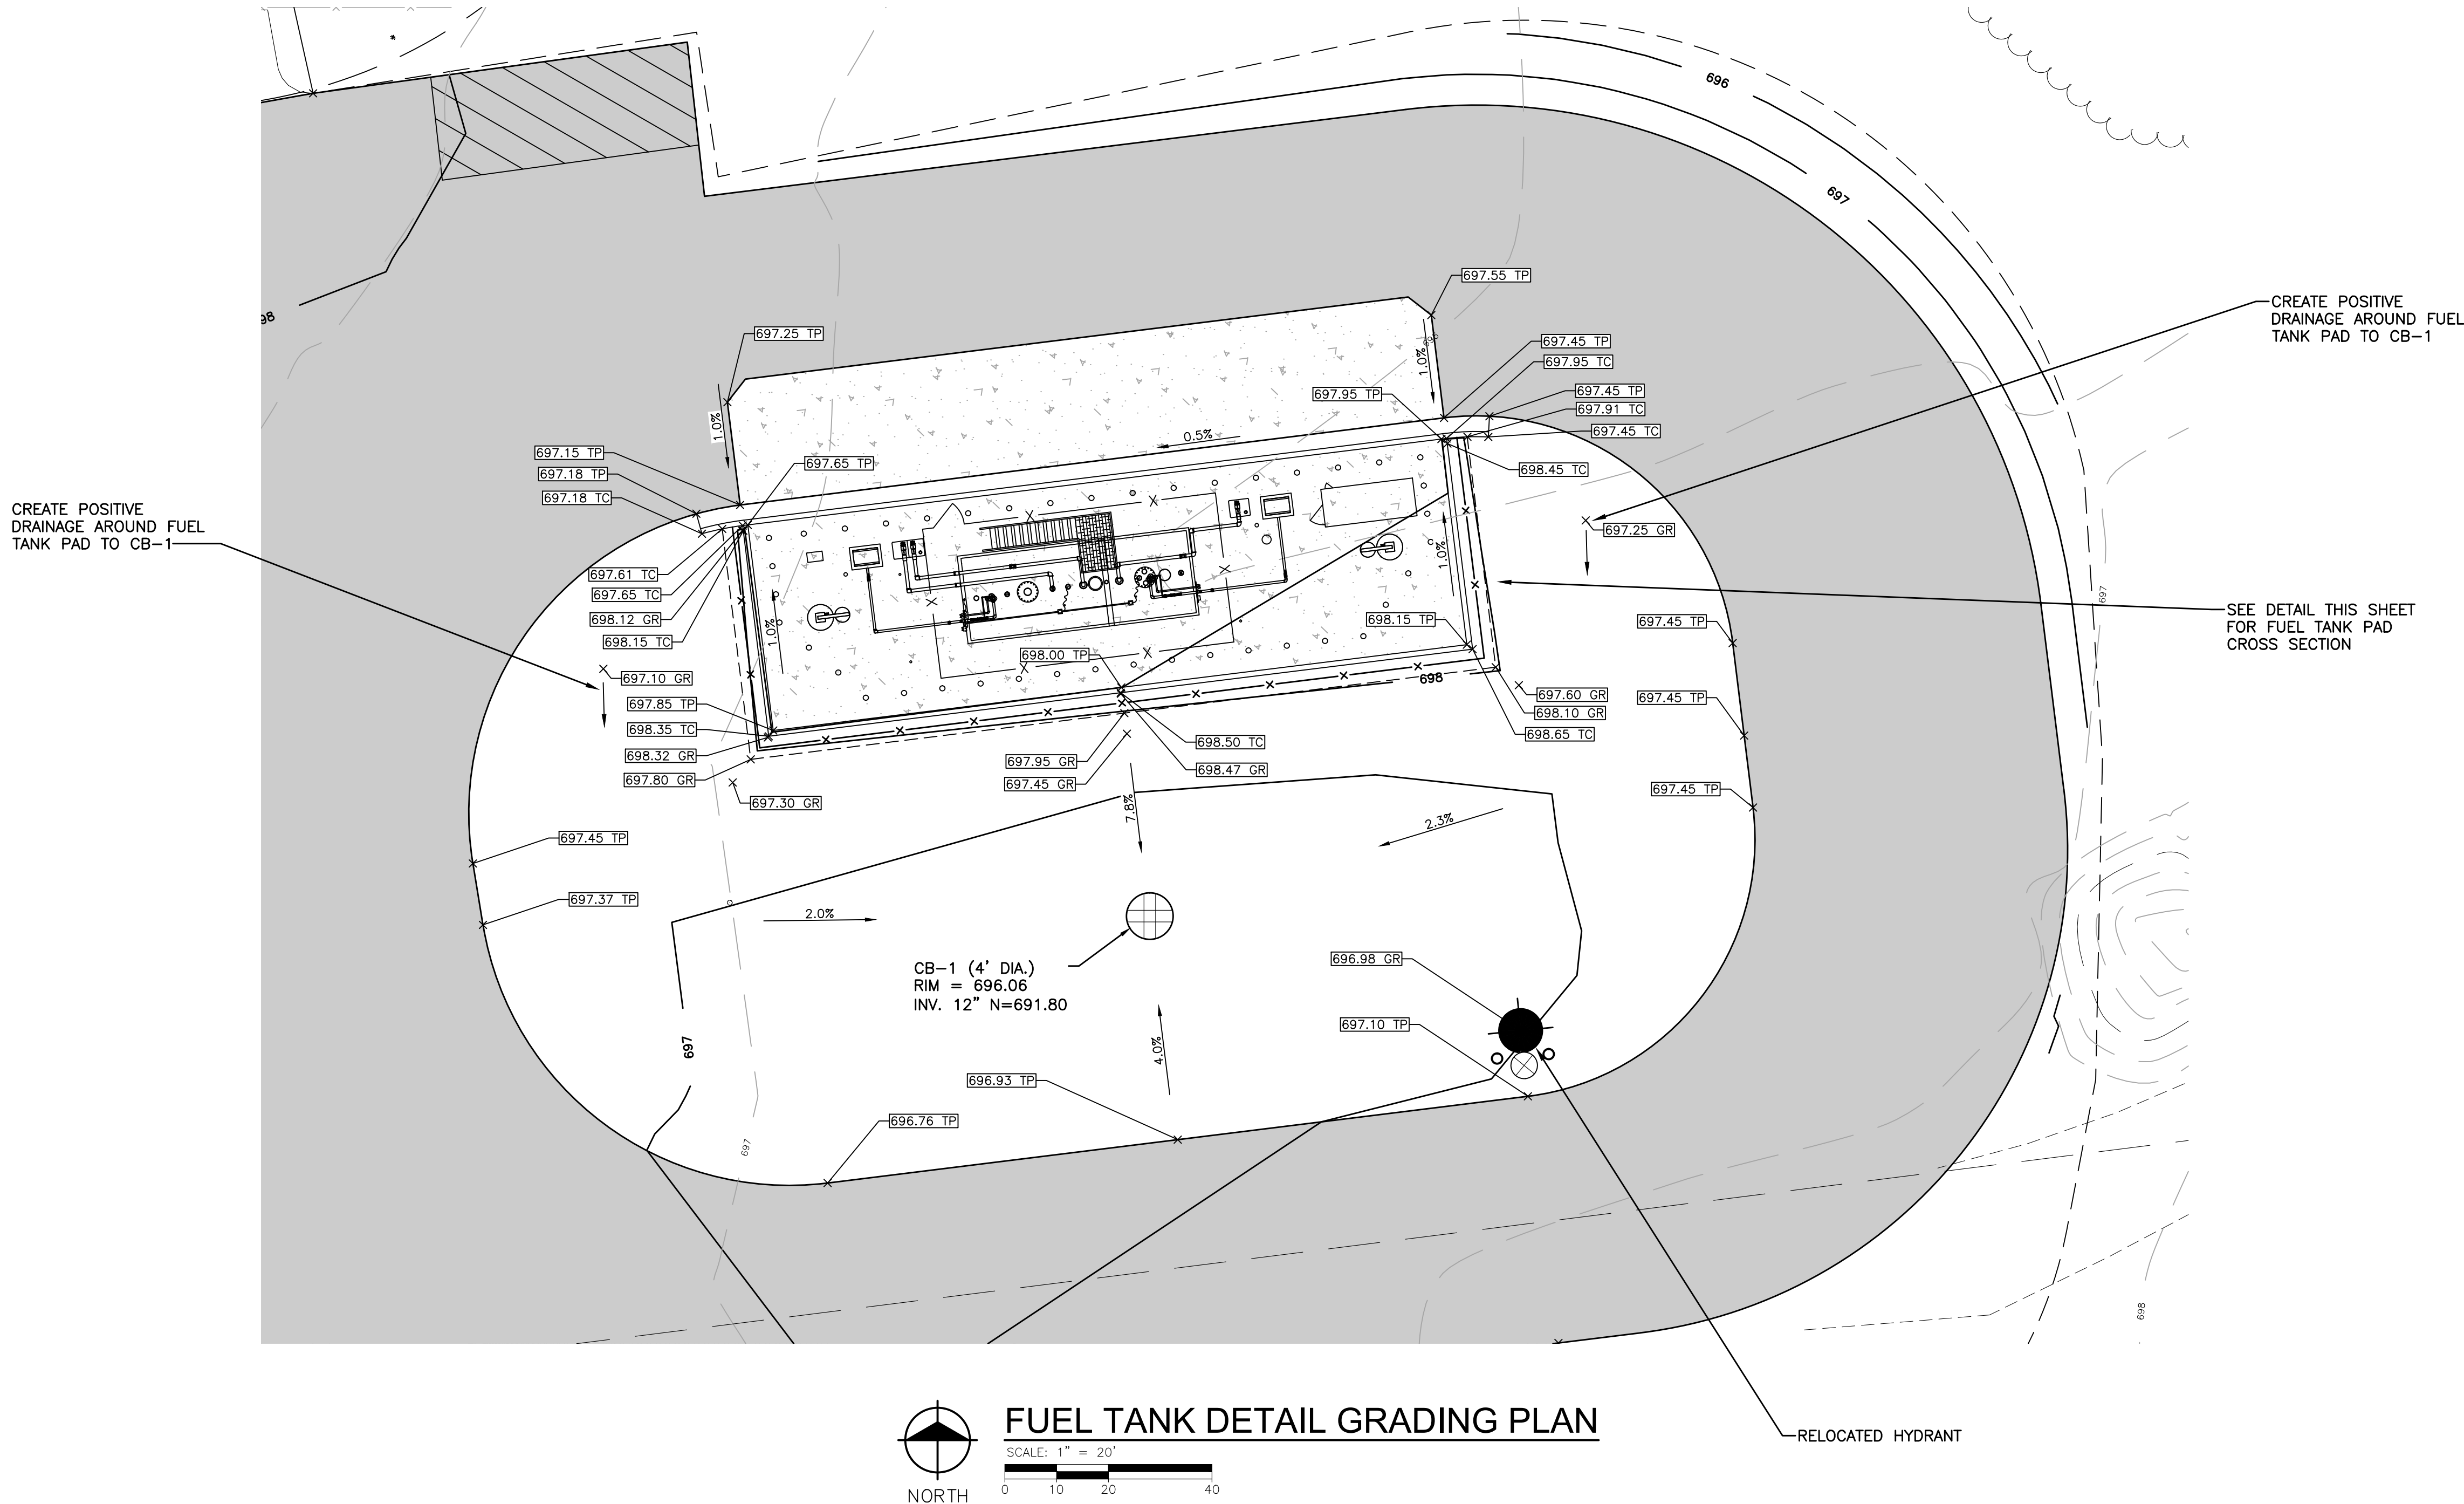 696
697
98
697.55 TP
CREATE POSITIVE
DRAINAGE AROUND FUEL
TANK PAD TO CB-1
697.25 TP
697.45 TP
697.95 TC
1.0%
697.95 TP
697.45 TP
697.91 TC
1.0%
0.5%
697.45 TC
697.15 TP
697.65 TP
697.18 TP
698.45 TC
697.18 TC
CREATE POSITIVE
DRAINAGE AROUND FUEL
TANK PAD TO CB-1
697.25 GR
1.0%
697.61 TC
697.65 TC
697
698.12 GR
SEE DETAIL THIS SHEET
FOR FUEL TANK PAD
CROSS SECTION
698.15 TP
697.45 TP
1.0%
698.15 TC
698.00 TP
697.10 GR
698
697.60 GR
697.45 TP
697.85 TP
698.10 GR
698.35 TC
698.50 TC
698.65 TC
698.32 GR
697.95 GR
698.47 GR
697.80 GR
697.45 GR
697.45 TP
697.30 GR
7.8%
2.3%
697.45 TP
697.37 TP
2.0%
696.98 GR
CB-1 (4' DIA.)
RIM = 696.06
INV. 12" N=691.80
697.10 TP
697
4.0%
696.93 TP
696.76 TP
697
698
FUEL TANK DETAIL GRADING PLAN
SCALE: 1" = 20'
RELOCATED HYDRANT
0 10 20 40
NORTH